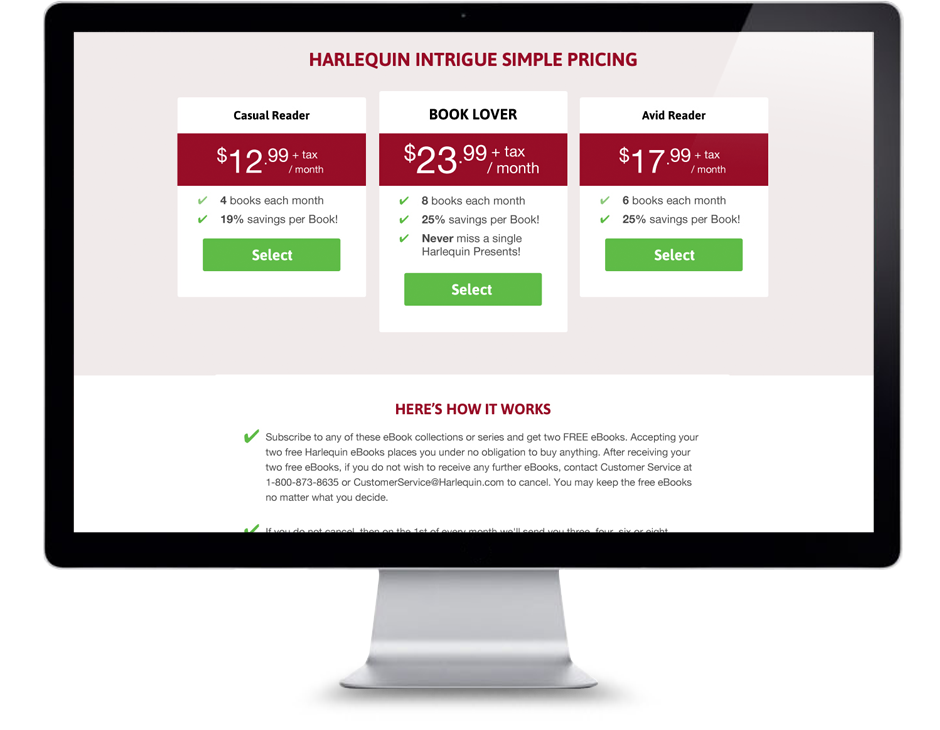 HARLEQUIN INTRIGUE SIMPLE PRICING
Casual Reader
$12.99 + tax
/ month
✔ 4 books each month
✔ 19% savings per Book!
Select
BOOK LOVER
$23.99 + tax
/ month
✔ 8 books each month
✔ 25% savings per Book!
✔ Never miss a single
Harlequin Presents!
Select
Avid Reader
$17.99 + tax
/ month
✔ 6 books each month
✔ 25% savings per Book!
Select
HERE'S HOW IT WORKS
✔ Subscribe to any of these eBook collections or series and get two FREE eBooks. Accepting your
two free Harlequin eBooks places you under no obligation to buy anything. After receiving your
two free eBooks, if you do not wish to receive any further eBooks, contact Customer Service at
1-800-873-8635 or CustomerService@Harlequin.com to cancel. You may keep the free eBooks
no matter what you decide.
✔ If you do not cancel, then on the 1st of every month we'll send you three, four, six or eight